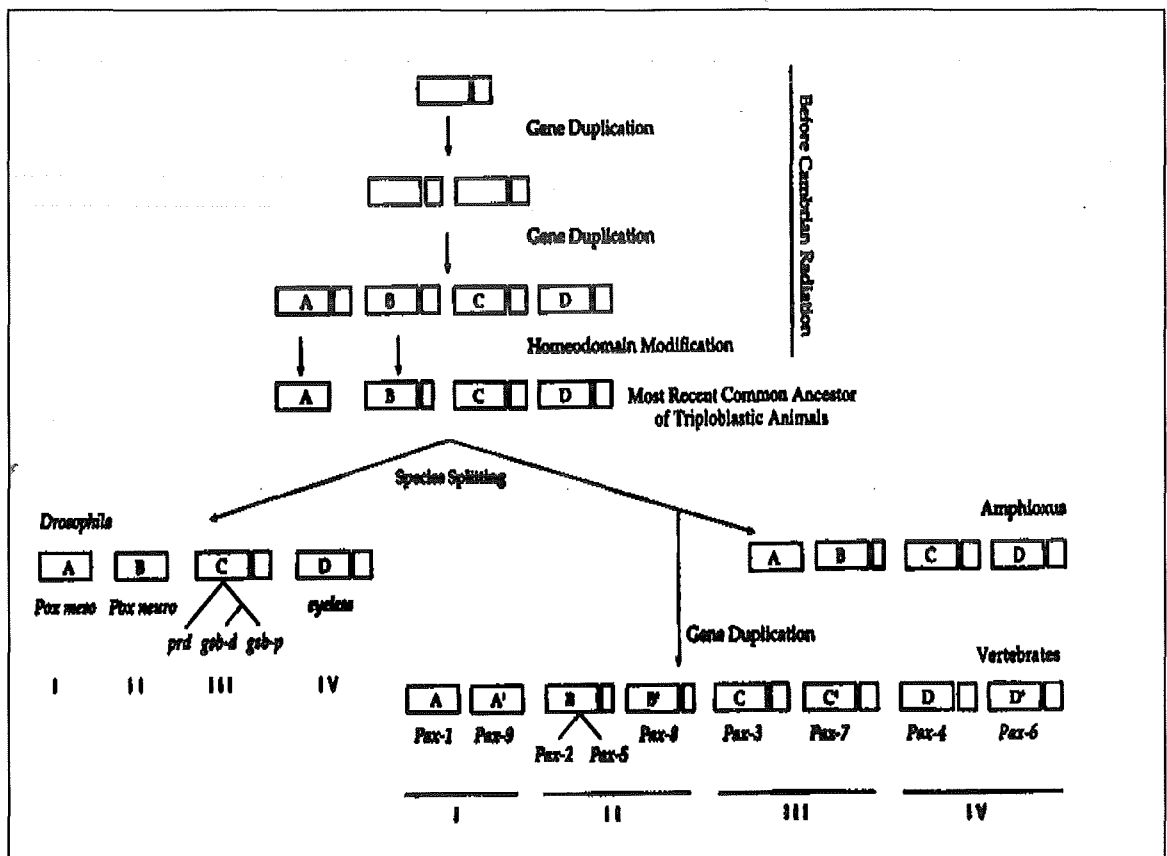 Gene Duplication
Before Cambrian Radiation
Gene Duplication
A B C D
Homeodomain Modification
A B C D
Most Recent Common Ancestor
of Triploblastic Animals
Species Splitting
Drosophila
Amphioxus
A B C D
A B C D
Pox meso Pox neuro eyeless
prd gsb-d gsb-p
Gene Duplication
I II III IV
Vertebrates
A A' B B' C C' D D'
Pax-1 Pax-9 Pax-8 Pax-3 Pax-7 Pax-4 Pax-6
Pax-2 Pax-5
I II III IV